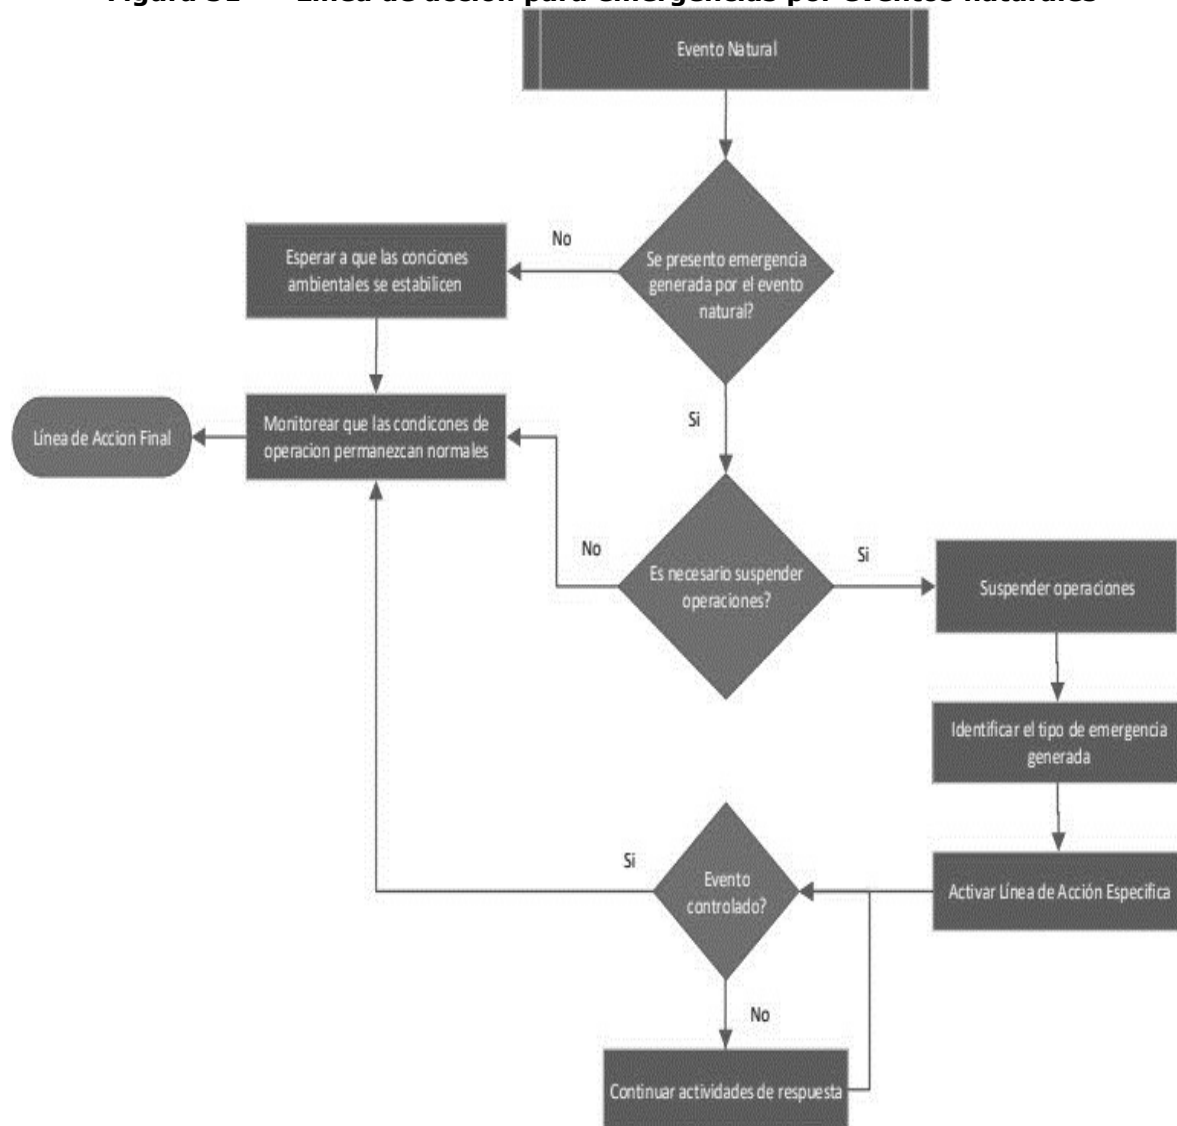 Figura 31 Línea de acción para emergencias por eventos naturales
Evento Natural
No
Se presento emergencia
generada por el evento
natural?
Esperar a que las conciones
ambientales se estabilicen
Si
Línea de Accion Final
Monitorear que las condicones de
operacion permanezcan normales
No
Es necesario suspender
operaciones?
Si
Suspender operaciones
Identificar el tipo de emergencia
generada
Si
Evento
controlado?
Activar Línea de Acción Especifica
No
Continuar actividades de respuesta